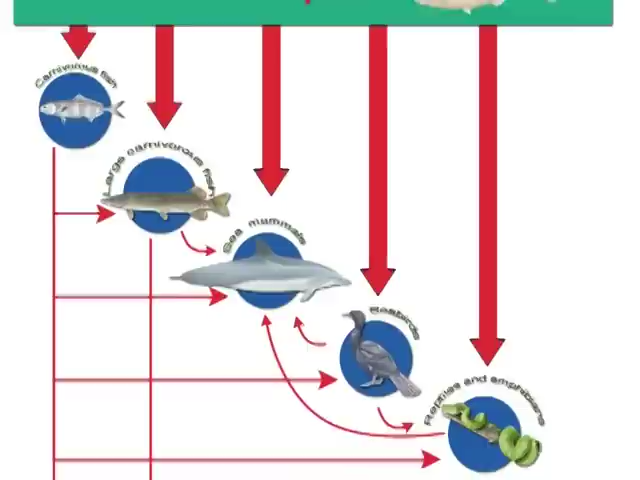 Carnivorous fish
Large carnivorous fish
Sea mammals
Seabirds
Reptiles and amphibians